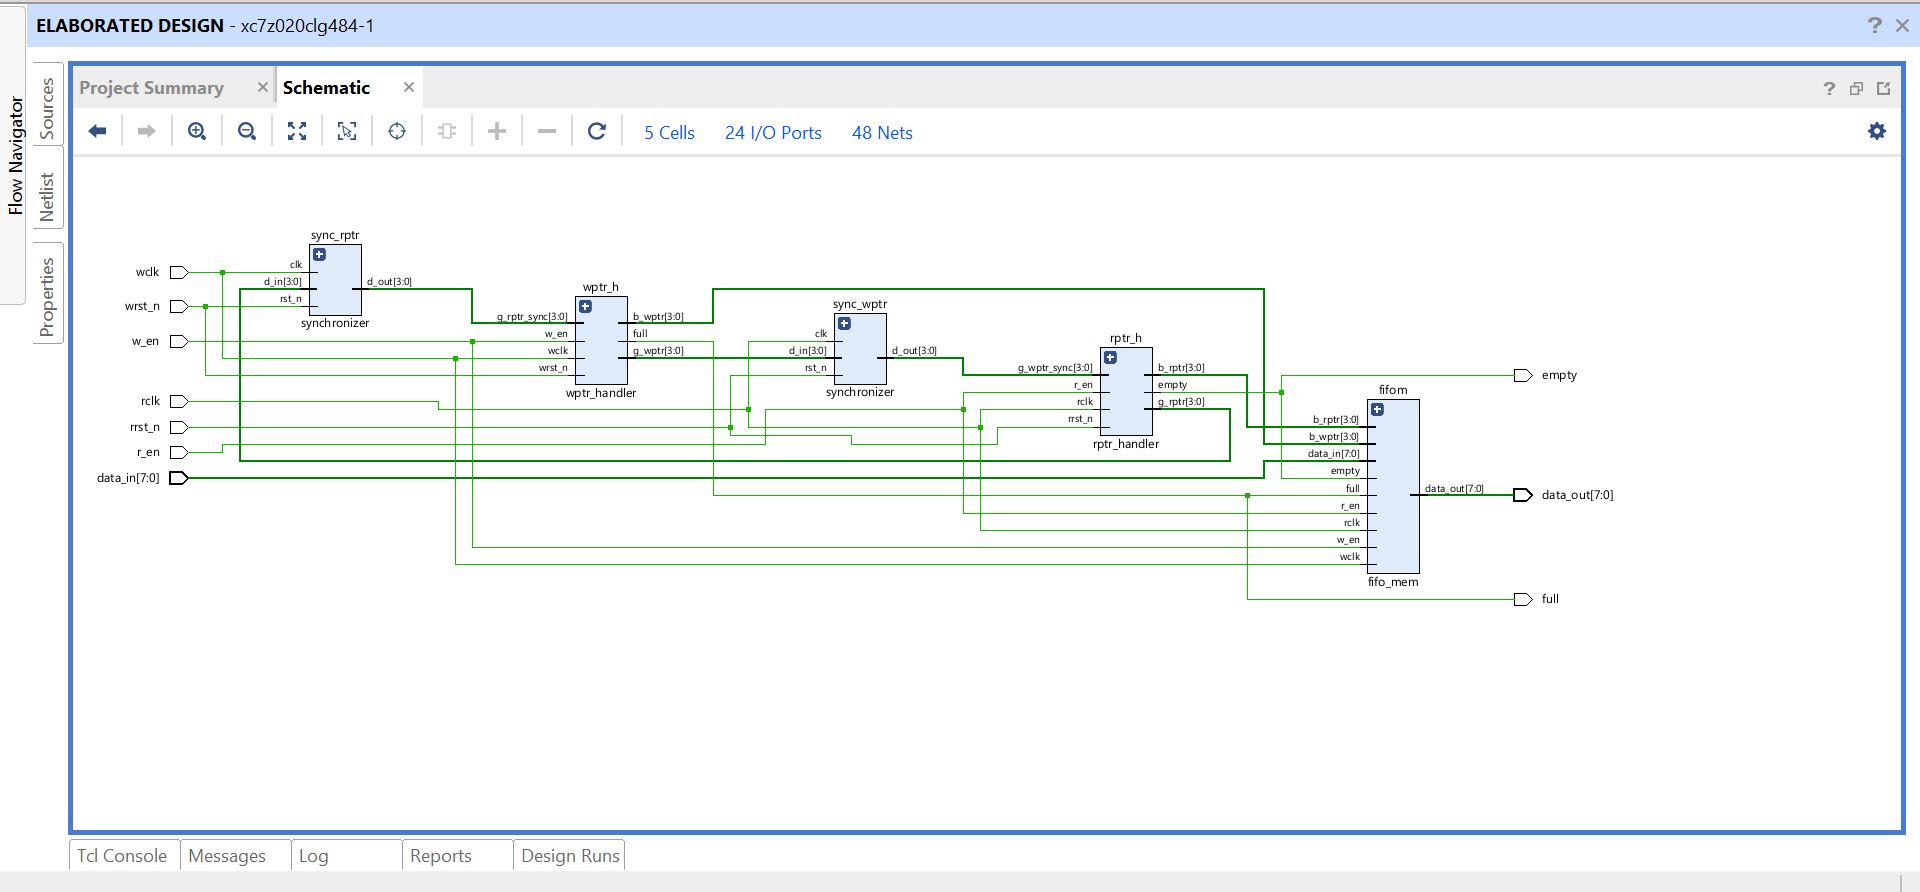 ELABORATED DESIGN - xc7z020clg484-1
Flow Navigator
Sources
Netlist
Properties
Project Summary
Schematic
5 Cells
24 I/O Ports
48 Nets
wclk
wrst_n
w_en
rclk
rrst_n
r_en
data_in[7:0]
sync_rptr
clk
d_in[3:0]
rst_n
d_out[3:0]
synchronizer
wptr_h
g_rptr_sync[3:0]
w_en
wclk
wrst_n
b_wptr[3:0]
full
g_wptr[3:0]
wptr_handler
sync_wptr
clk
d_in[3:0]
rst_n
d_out[3:0]
synchronizer
rptr_h
g_wptr_sync[3:0]
r_en
rclk
rrst_n
b_rptr[3:0]
empty
g_rptr[3:0]
rptr_handler
fifom
b_rptr[3:0]
b_wptr[3:0]
data_in[7:0]
empty
full
r_en
rclk
w_en
wclk
data_out[7:0]
fifo_mem
empty
data_out[7:0]
full
Tcl Console
Messages
Log
Reports
Design Runs